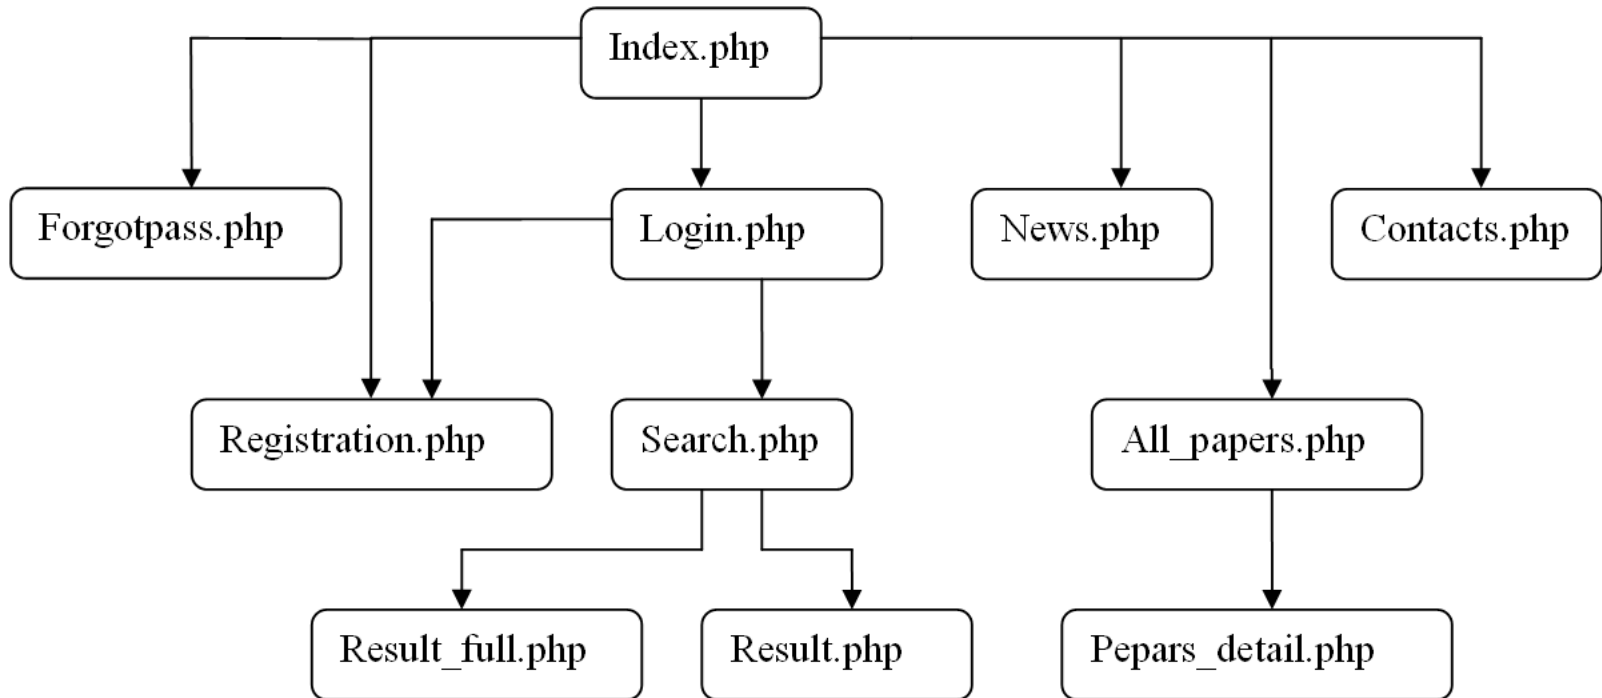 Index.php
Forgotpass.php
Login.php
News.php
Contacts.php
Registration.php
Search.php
All_papers.php
Result_full.php
Result.php
Pepars_detail.php